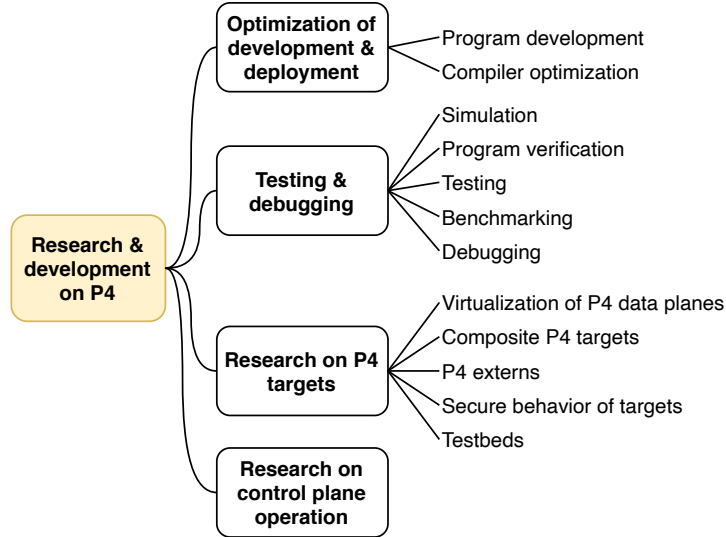 Optimization of
development &
deployment
Program development
Compiler optimization
Simulation
Program verification
Testing
Benchmarking
Debugging
Testing &
debugging
Research &
development
on P4
Virtualization of P4 data planes
Composite P4 targets
P4 externs
Secure behavior of targets
Testbeds
Research on P4
targets
Research on
control plane
operation